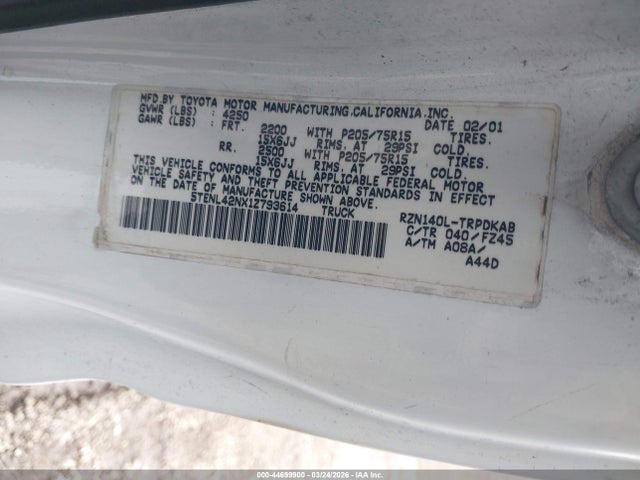 MFD.BY TOYOTA MOTOR MANUFACTURING.CALIFORNIA.INC.
GVWR (LBS) : 4250 DATE 02/01
GAWR (LBS) : FRT. 2200 WITH P205/75R15 TIRES.
15X6JJ RIMS. AT 29PSI COLD.
RR. 2500 WITH P205/75R15 TIRES.
15X6JJ RIMS. AT 29PSI COLD.
THIS VEHICLE CONFORMS TO ALL APPLICABLE FEDERAL MOTOR
VEHICLE SAFETY AND THEFT PREVENTION STANDARDS IN EFFECT
ON THE DATE OF MANUFACTURE SHOWN ABOVE.
5TENL42NX1Z793614 TRUCK
RZN140L-TRPDKAB
C/TR 040/FZ45
A/TM A08A/
A44D
000-44699900 - 03/24/2026 - IAA Corp.